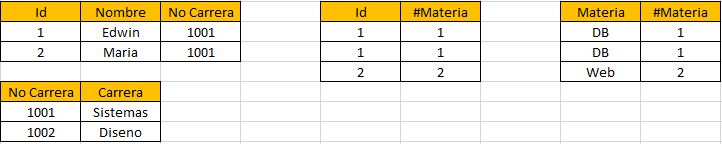 Id Nombre No Carrera
1 Edwin 1001
2 Maria 1001
No Carrera Carrera
1001 Sistemas
1002 Diseno
Id #Materia
1 1
1 1
2 2
Materia #Materia
DB 1
DB 1
Web 2